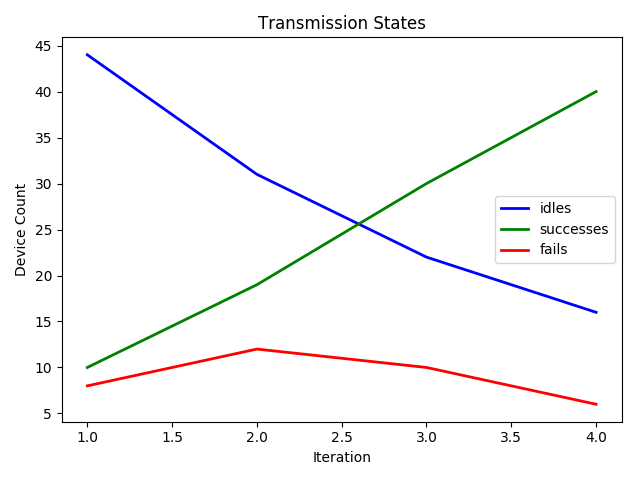 Transmission States
45
40
35
30
25
20
15
10
5
Device Count
idles
successes
fails
1.0 1.5 2.0 2.5 3.0 3.5 4.0
Iteration